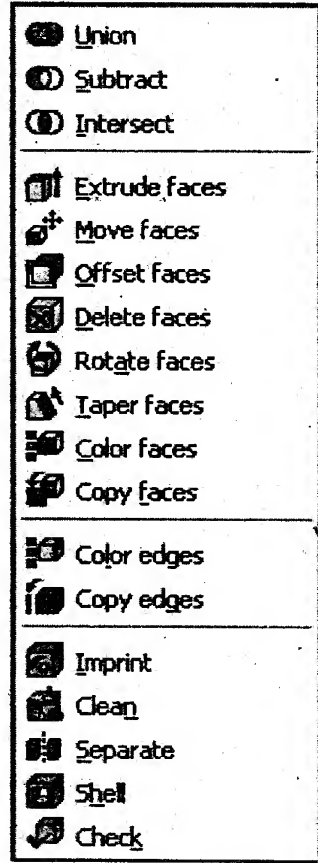 Union
Subtract
Intersect
Extrude faces
Move faces
Offset faces
Delete faces
Rotate faces
Taper faces
Color faces
Copy faces
Color edges
Copy edges
Imprint
Clean
Separate
Shell
Check